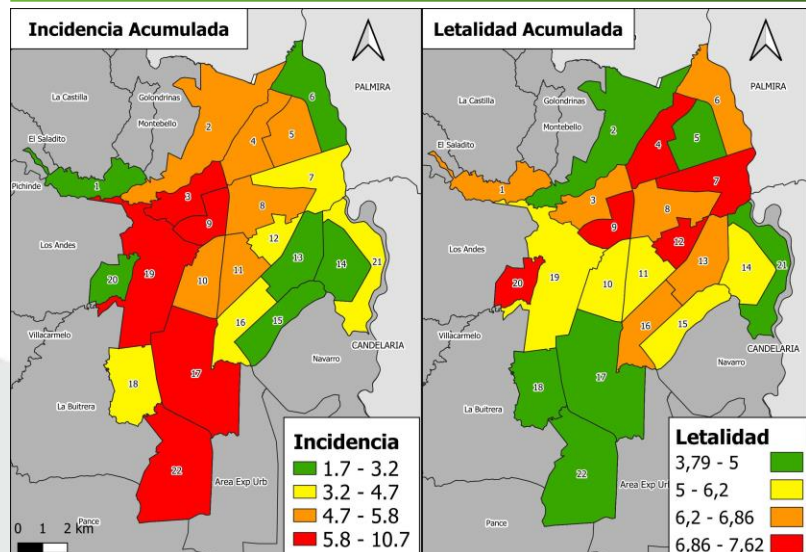 Incidencia Acumulada
PALMIRA
La Castilla
Golondrinas
Montebello
El Saladito
Pichinde
Los Andes
Villacarmelo
La Buitrera
Pance
Navarro
CANDELARIA
Area Exp Urb
1
2
3
4
5
6
7
8
9
10
11
12
13
14
15
16
17
18
19
20
21
22
Incidencia
1.7 - 3.2
3.2 - 4.7
4.7 - 5.8
5.8 - 10.7
0 1 2 km
Letalidad Acumulada
PALMIRA
La Castilla
Golondrinas
Montebello
El Saladito
Pichinde
Los Andes
Villacarmelo
La Buitrera
Pance
Navarro
CANDELARIA
Area Exp Urb
1
2
3
4
5
6
7
8
9
10
11
12
13
14
15
16
17
18
19
20
21
22
Letalidad
3,79 - 5
5 - 6,2
6,2 - 6,86
6,86 - 7,62